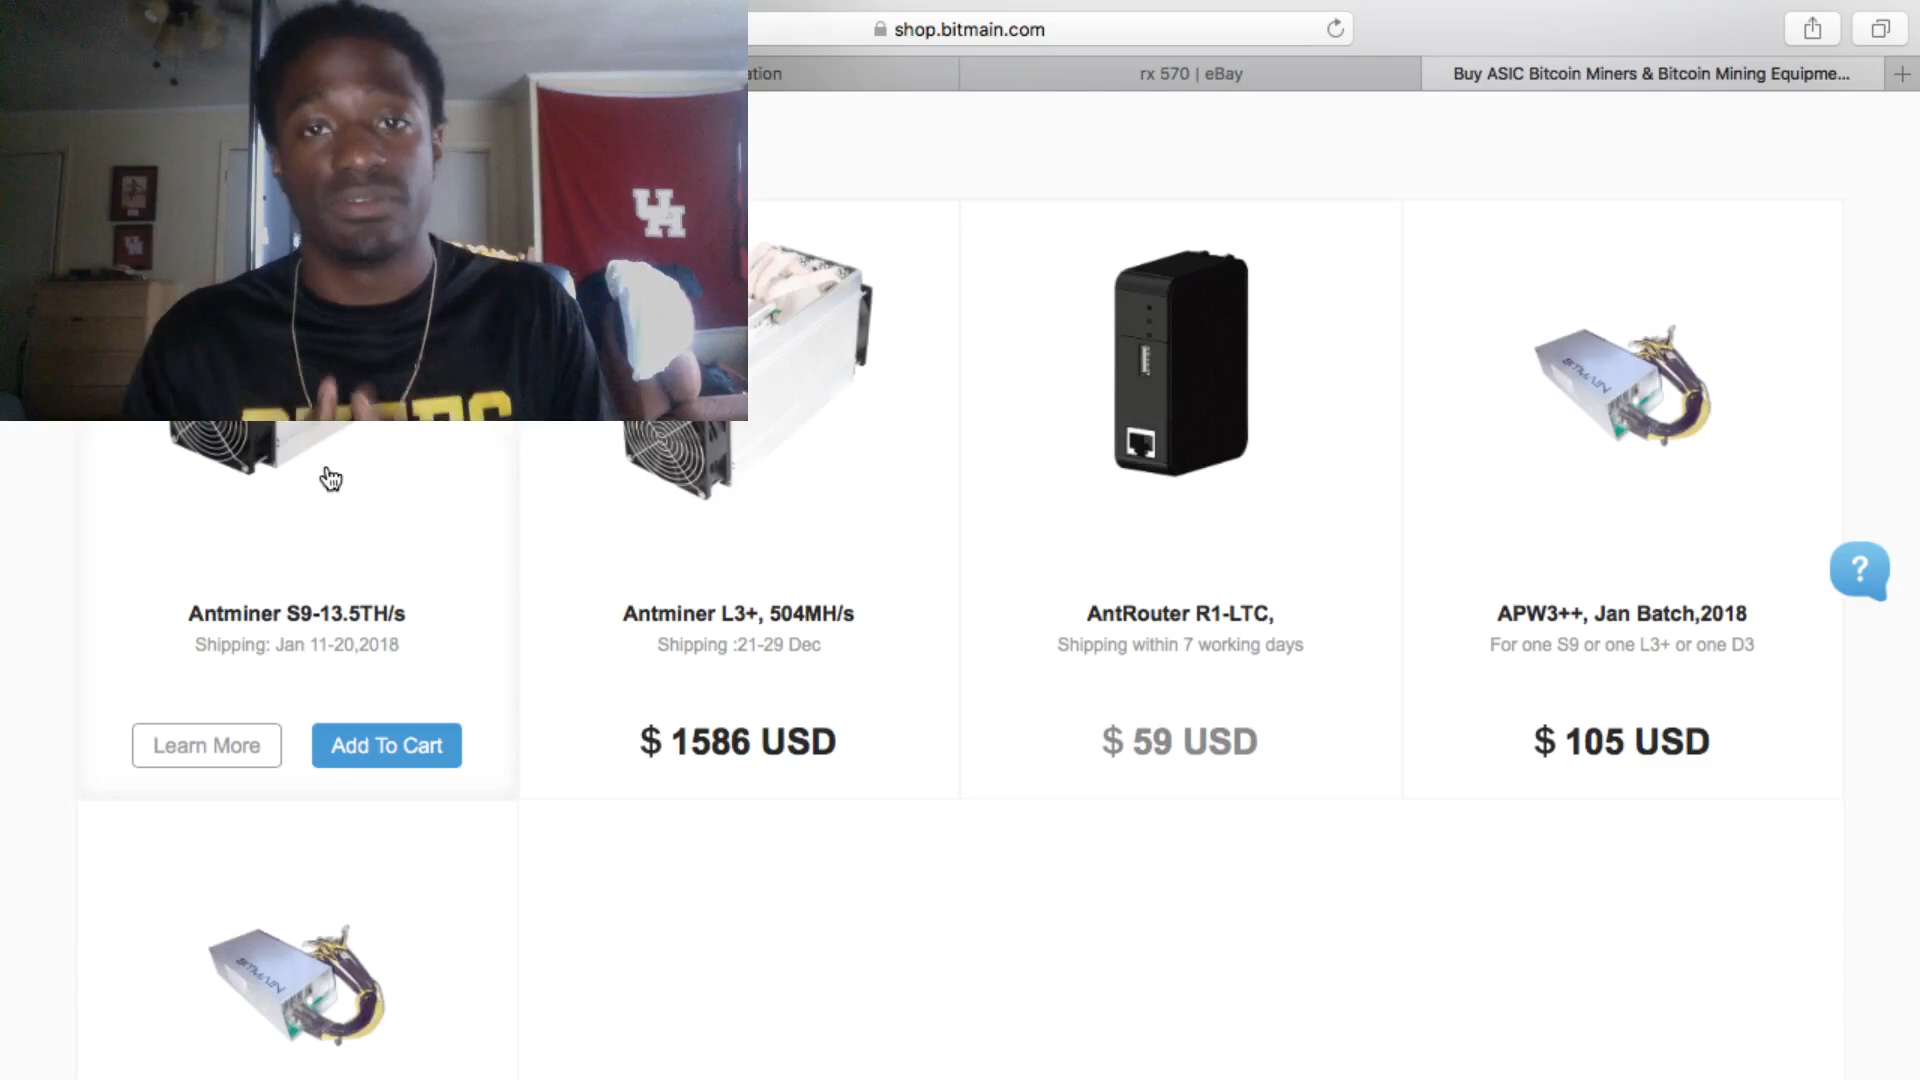 shop.bitmain.com
ation
rx 570 | eBay
Buy ASIC Bitcoin Miners & Bitcoin Mining Equipme...
UH
BITMAIN
?
Antminer S9-13.5TH/s
Shipping: Jan 11-20,2018
Learn More
Add To Cart
Antminer L3+, 504MH/s
Shipping :21-29 Dec
$ 1586 USD
AntRouter R1-LTC,
Shipping within 7 working days
$ 59 USD
APW3++, Jan Batch,2018
For one S9 or one L3+ or one D3
$ 105 USD
BITMAIN